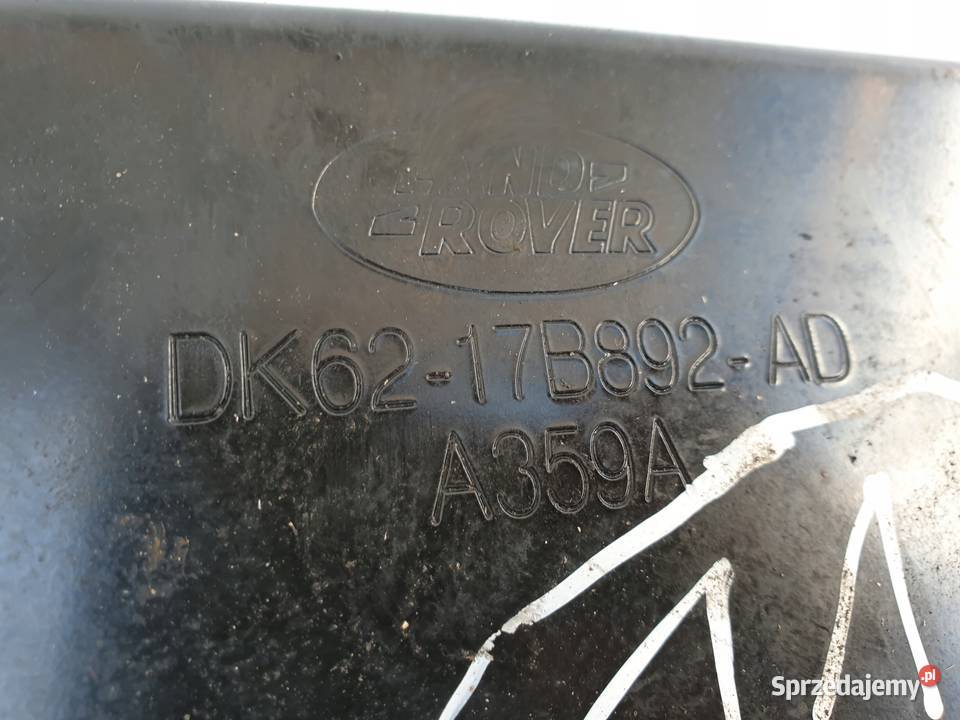 LAND
ROVER
DK62-17B892-AD
A359A
Sprzedajemy.pl